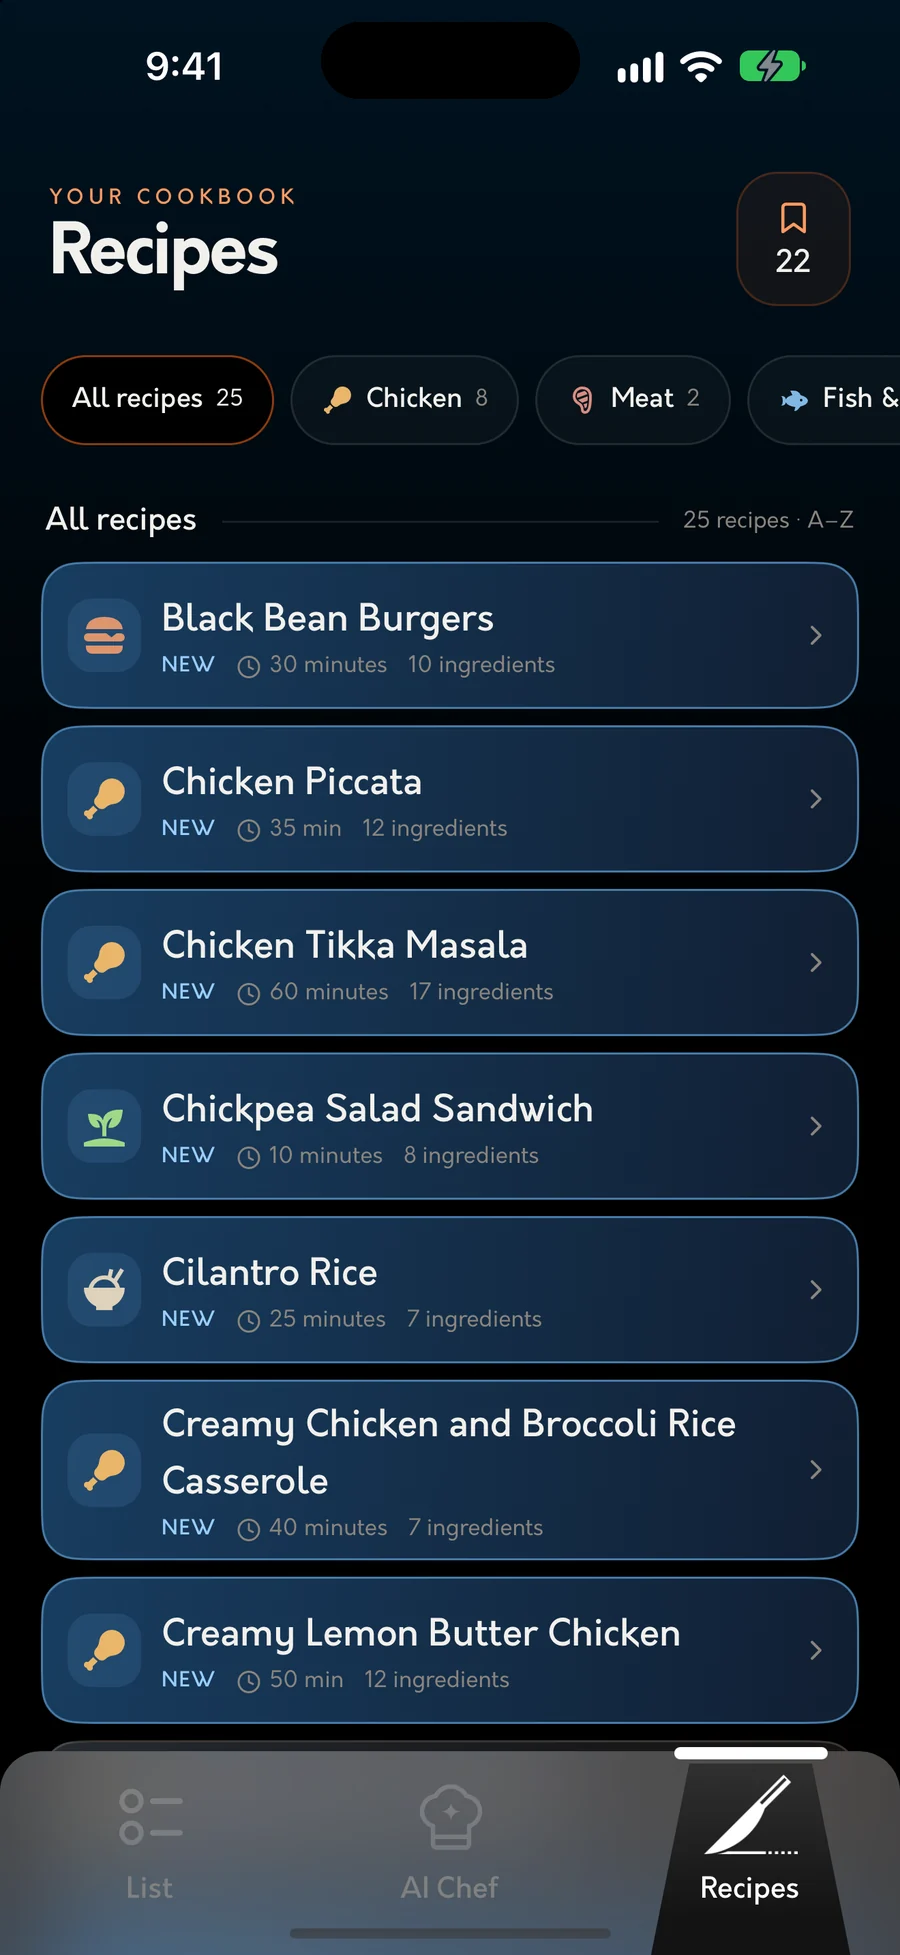 9:41
YOUR COOKBOOK
Recipes
22
All recipes 25
Chicken 8
Meat 2
Fish &
All recipes
25 recipes · A–Z
Black Bean Burgers
NEW 30 minutes 10 ingredients
Chicken Piccata
NEW 35 min 12 ingredients
Chicken Tikka Masala
NEW 60 minutes 17 ingredients
Chickpea Salad Sandwich
NEW 10 minutes 8 ingredients
Cilantro Rice
NEW 25 minutes 7 ingredients
Creamy Chicken and Broccoli Rice
Casserole
NEW 40 minutes 7 ingredients
Creamy Lemon Butter Chicken
NEW 50 min 12 ingredients
List
AI Chef
Recipes